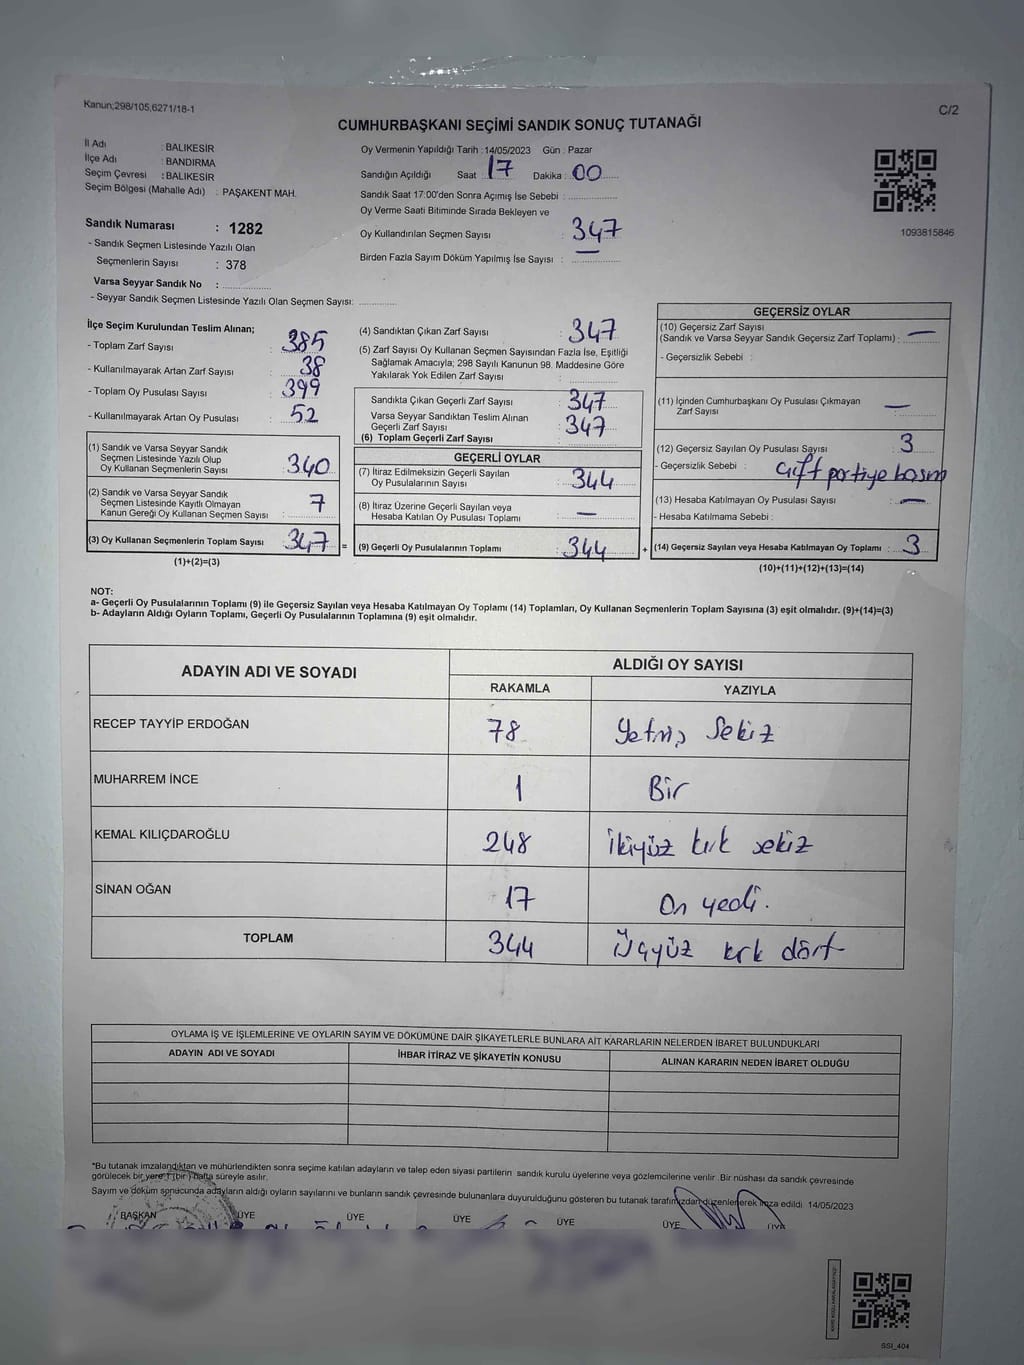 Kanun;298/105,6271/18-1
C/2
CUMHURBAŞKANI SEÇİMİ SANDIK SONUÇ TUTANAĞI
İl Adı : BALIKESİR
İlçe Adı : BANDIRMA
Seçim Çevresi : BALIKESİR
Seçim Bölgesi (Mahalle Adı) : PAŞAKENT MAH.
Sandık Numarası : 1282
- Sandık Seçmen Listesinde Yazılı Olan
Seçmenlerin Sayısı : 378
Varsa Seyyar Sandık No :
- Seyyar Sandık Seçmen Listesinde Yazılı Olan Seçmen Sayısı:
Oy Vermenin Yapıldığı Tarih : 14/05/2023 Gün : Pazar
Sandığın Açıldığı Saat : 17 Dakika : 00
Sandık Saat 17:00'den Sonra Açımış İse Sebebi :
Oy Verme Saati Bitiminde Sırada Bekleyen ve
Oy Kullandırılan Seçmen Sayısı : 347
Birden Fazla Sayım Döküm Yapılmış İse Sayısı : —
1093815846
İlçe Seçim Kurulundan Teslim Alınan;
- Toplam Zarf Sayısı : 385
- Kullanılmayarak Artan Zarf Sayısı : 38
- Toplam Oy Pusulası Sayısı : 399
- Kullanılmayarak Artan Oy Pusulası : 52
(1) Sandık ve Varsa Seyyar Sandık
Seçmen Listesinde Yazılı Olup
Oy Kullanan Seçmenlerin Sayısı : 340
(2) Sandık ve Varsa Seyyar Sandık
Seçmen Listesinde Kayıtlı Olmayan
Kanun Gereği Oy Kullanan Seçmen Sayısı : 7
(3) Oy Kullanan Seçmenlerin Toplam Sayısı : 347
(1)+(2)=(3)
(4) Sandıktan Çıkan Zarf Sayısı : 347
(5) Zarf Sayısı Oy Kullanan Seçmen Sayısından Fazla İse, Eşitliği
Sağlamak Amacıyla; 298 Sayılı Kanunun 98. Maddesine Göre
Yakılarak Yok Edilen Zarf Sayısı :
Sandıkta Çıkan Geçerli Zarf Sayısı : 347
Varsa Seyyar Sandıktan Teslim Alınan
Geçerli Zarf Sayısı : 347
(6) Toplam Geçerli Zarf Sayısı
GEÇERLİ OYLAR
(7) İtiraz Edilmeksizin Geçerli Sayılan
Oy Pusulalarının Sayısı : 344
(8) İtiraz Üzerine Geçerli Sayılan veya
Hesaba Katılan Oy Pusulası Toplamı : —
= (9) Geçerli Oy Pusulalarının Toplamı : 344
GEÇERSİZ OYLAR
(10) Geçersiz Zarf Sayısı
(Sandık ve Varsa Seyyar Sandık Geçersiz Zarf Toplamı) : —
- Geçersizlik Sebebi :
(11) İçinden Cumhurbaşkanı Oy Pusulası Çıkmayan
Zarf Sayısı : —
(12) Geçersiz Sayılan Oy Pusulası Sayısı : 3
- Geçersizlik Sebebi : Çift partiye basım
(13) Hesaba Katılmayan Oy Pusulası Sayısı : —
- Hesaba Katılmama Sebebi :
+ (14) Geçersiz Sayılan veya Hesaba Katılmayan Oy Toplamı : 3
(10)+(11)+(12)+(13)=(14)
NOT:
a- Geçerli Oy Pusulalarının Toplamı (9) ile Geçersiz Sayılan veya Hesaba Katılmayan Oy Toplamı (14) Toplamları, Oy Kullanan Seçmenlerin Toplam Sayısına (3) eşit olmalıdır. (9)+(14)=(3)
b- Adayların Aldığı Oyların Toplamı, Geçerli Oy Pusulalarının Toplamına (9) eşit olmalıdır.
ADAYIN ADI VE SOYADI
ALDIĞI OY SAYISI
RAKAMLA YAZIYLA
RECEP TAYYİP ERDOĞAN 78 Yetmiş Sekiz
MUHARREM İNCE 1 Bir
KEMAL KILIÇDAROĞLU 248 İkiyüz kırk sekiz
SİNAN OĞAN 17 On yedi.
TOPLAM 344 Üçyüz kırk dört
OYLAMA İŞ VE İŞLEMLERİNE VE OYLARIN SAYIM VE DÖKÜMÜNE DAİR ŞİKAYETLERLE BUNLARA AİT KARARLARIN NELERDEN İBARET BULUNDUKLARI
ADAYIN ADI VE SOYADI İHBAR İTİRAZ VE ŞİKAYETİN KONUSU ALINAN KARARIN NEDEN İBARET OLDUĞU
*Bu tutanak imzalandıktan ve mühürlendikten sonra seçime katılan adayların ve talep eden siyasi partilerin sandık kurulu üyelerine veya gözlemcilerine verilir. Bir nüshası da sandık çevresinde
görülecek bir yere 1 (bir) hafta süreyle asılır.
Sayım ve döküm sonucunda adayların aldığı oyların sayılarını ve bunların sandık çevresinde bulunanlara duyurulduğunu gösteren bu tutanak tarafımızdan düzenlenerek imza edildi 14/05/2023
BAŞKAN ÜYE ÜYE ÜYE ÜYE ÜYE ÜYE
SSI_404